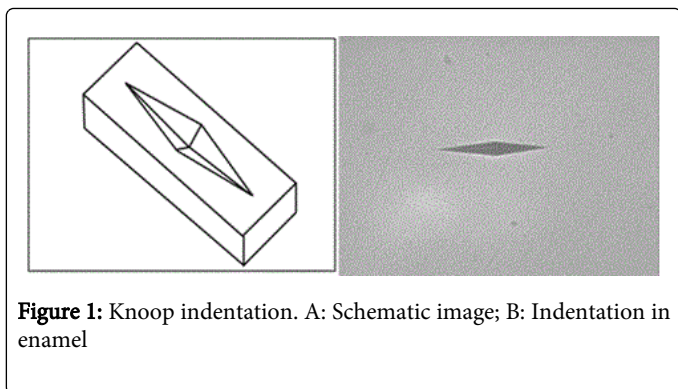 Figure 1: Knoop indentation. A: Schematic image; B: Indentation in
enamel